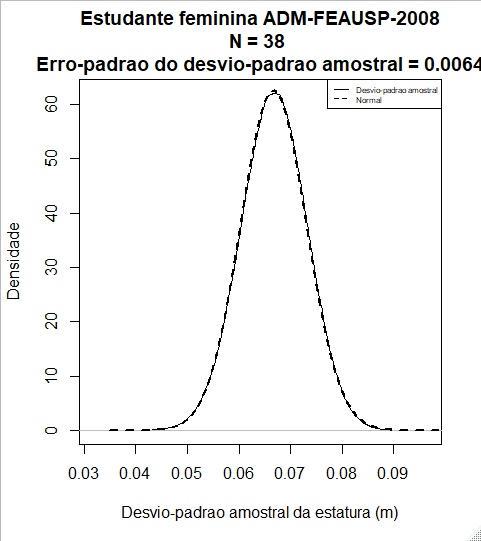 Estudante feminina ADM-FEAUSP-2008
N = 38
Erro-padrao do desvio-padrao amostral = 0.0064
Desvio-padrao amostral
Normal
Densidade
60
50
40
30
20
10
0
0.03 0.04 0.05 0.06 0.07 0.08 0.09
Desvio-padrao amostral da estatura (m)